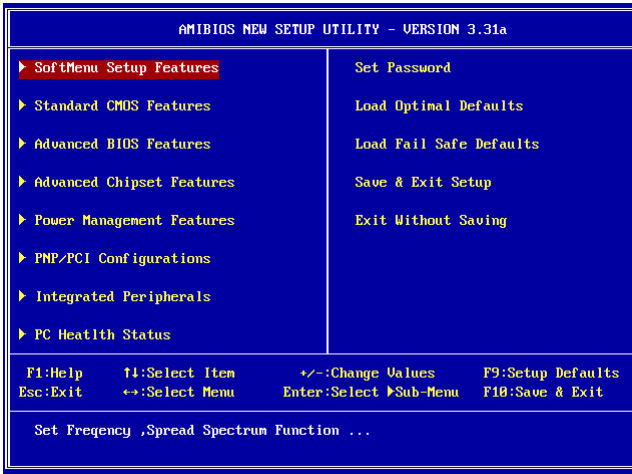 AMIBIOS NEW SETUP UTILITY - VERSION 3.31a
▶ SoftMenu Setup Features
▶ Standard CMOS Features
▶ Advanced BIOS Features
▶ Advanced Chipset Features
▶ Power Management Features
▶ PNP/PCI Configurations
▶ Integrated Peripherals
▶ PC Heatlth Status
Set Password
Load Optimal Defaults
Load Fail Safe Defaults
Save & Exit Setup
Exit Without Saving
F1:Help ↑↓:Select Item +/-:Change Values F9:Setup Defaults
Esc:Exit ↔:Select Menu Enter:Select ▶Sub-Menu F10:Save & Exit
Set Freqency ,Spread Spectrum Function ...